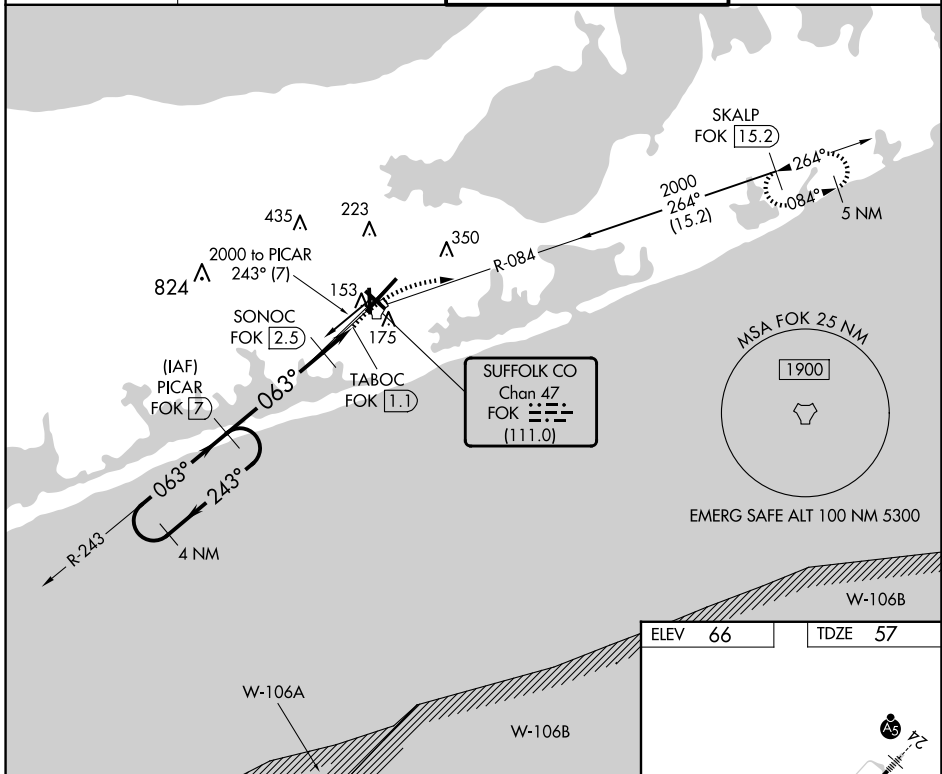 SKALP
FOK 15.2
264°
084°
5 NM
2000
264°
(15.2)
R-084
435
223
350
2000 to PICAR
243° (7)
824
153
175
SONOC
FOK 2.5
(IAF)
PICAR
FOK 7
063°
TABOC
FOK 1.1
063°
243°
R-243
4 NM
SUFFOLK CO
Chan 47
FOK
(111.0)
MSA FOK 25 NM
1900
EMERG SAFE ALT 100 NM 5300
W-106B
W-106A
W-106B
ELEV 66
TDZE 57
A5
24